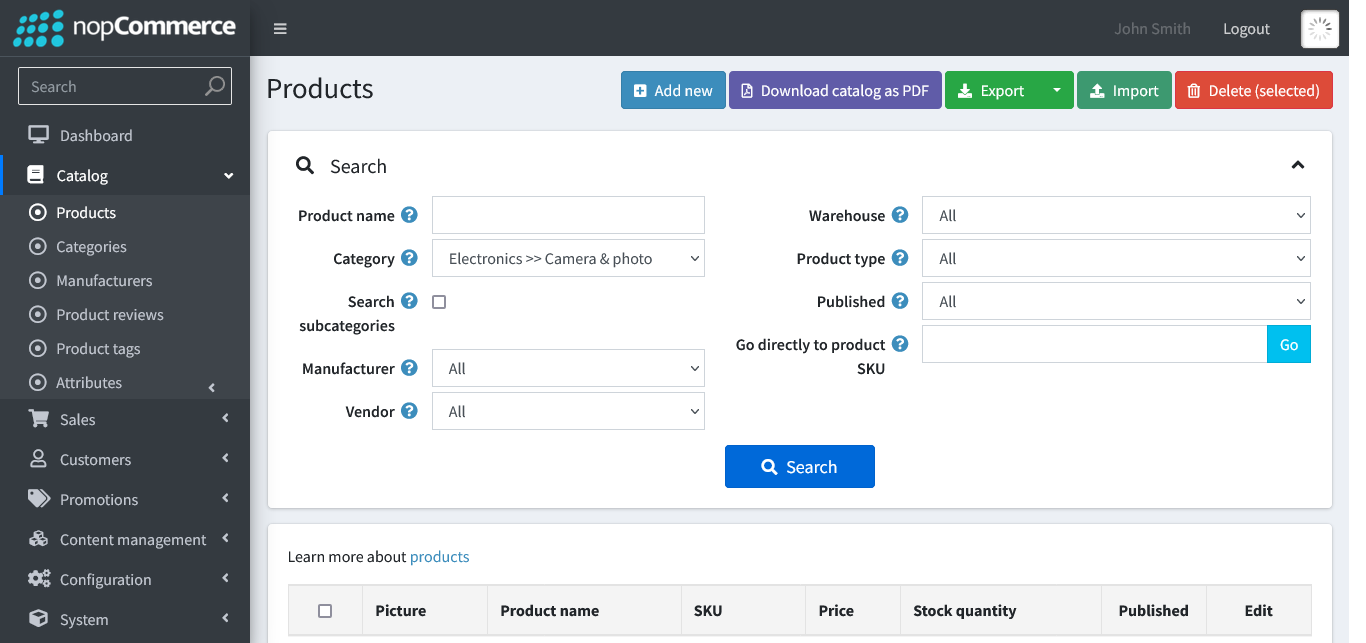 nopCommerce
John Smith
Logout
Search
Dashboard
Catalog
Products
Categories
Manufacturers
Product reviews
Product tags
Attributes
Sales
Customers
Promotions
Content management
Configuration
System
Products
Add new
Download catalog as PDF
Export
Import
Delete (selected)
Search
Product name
Category
Electronics >> Camera & photo
Search
subcategories
Manufacturer
All
Vendor
All
Warehouse
All
Product type
All
Published
All
Go directly to product
SKU
Go
Search
Learn more about products
Picture
Product name
SKU
Price
Stock quantity
Published
Edit